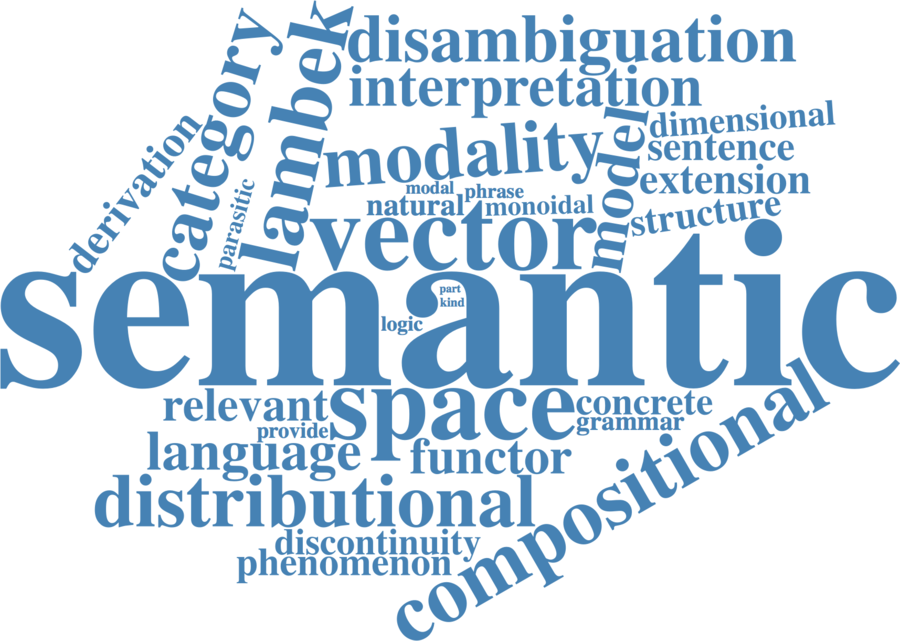 disambiguation
interpretation
category
lambek
derivation
parasitic
modality
model
dimensional
sentence
extension
structure
modal
phrase
natural
monoidal
vector
semantic
part
kind
logic
relevant
space
concrete
provide
grammar
language
functor
compositional
distributional
discontinuity
phenomenon